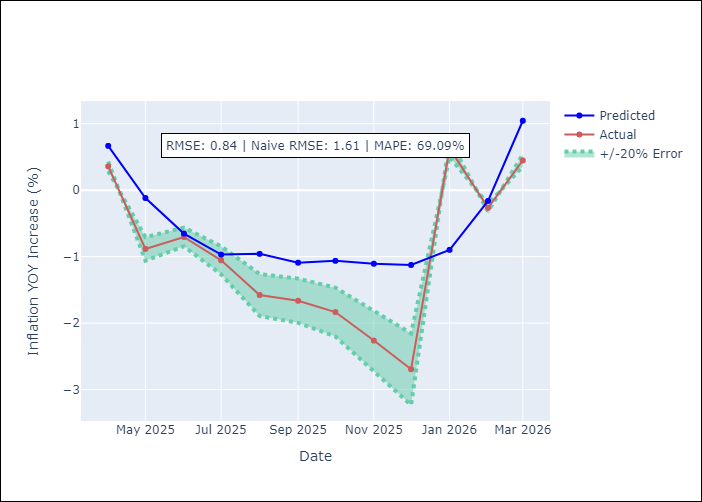 Predicted
Actual
+/-20% Error
RMSE: 0.84 | Naive RMSE: 1.61 | MAPE: 69.09%
1
0
−1
−2
−3
Inflation YOY Increase (%)
May 2025
Jul 2025
Sep 2025
Nov 2025
Jan 2026
Mar 2026
Date